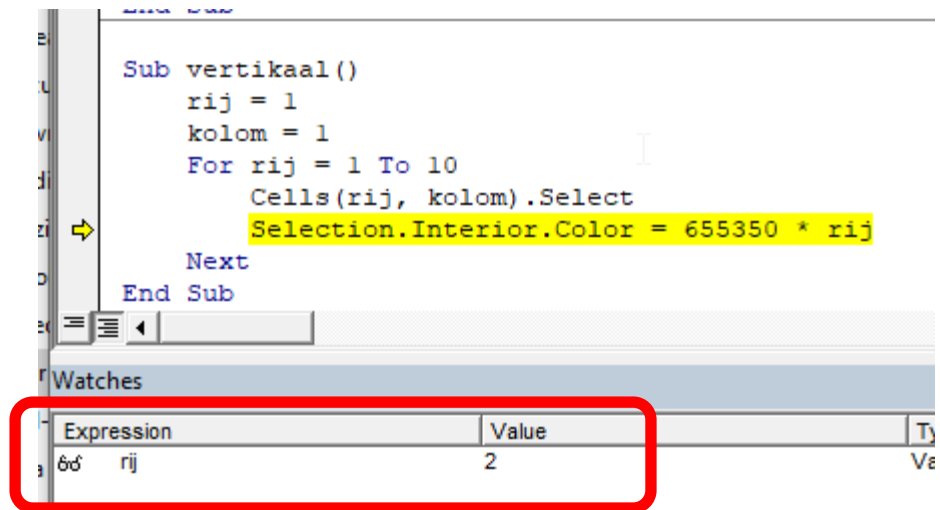 End Sub
Sub vertikaal()
rij = 1
kolom = 1
For rij = 1 To 10
Cells(rij, kolom).Select
Selection.Interior.Color = 655350 * rij
Next
End Sub
Watches
Expression Value
rij 2